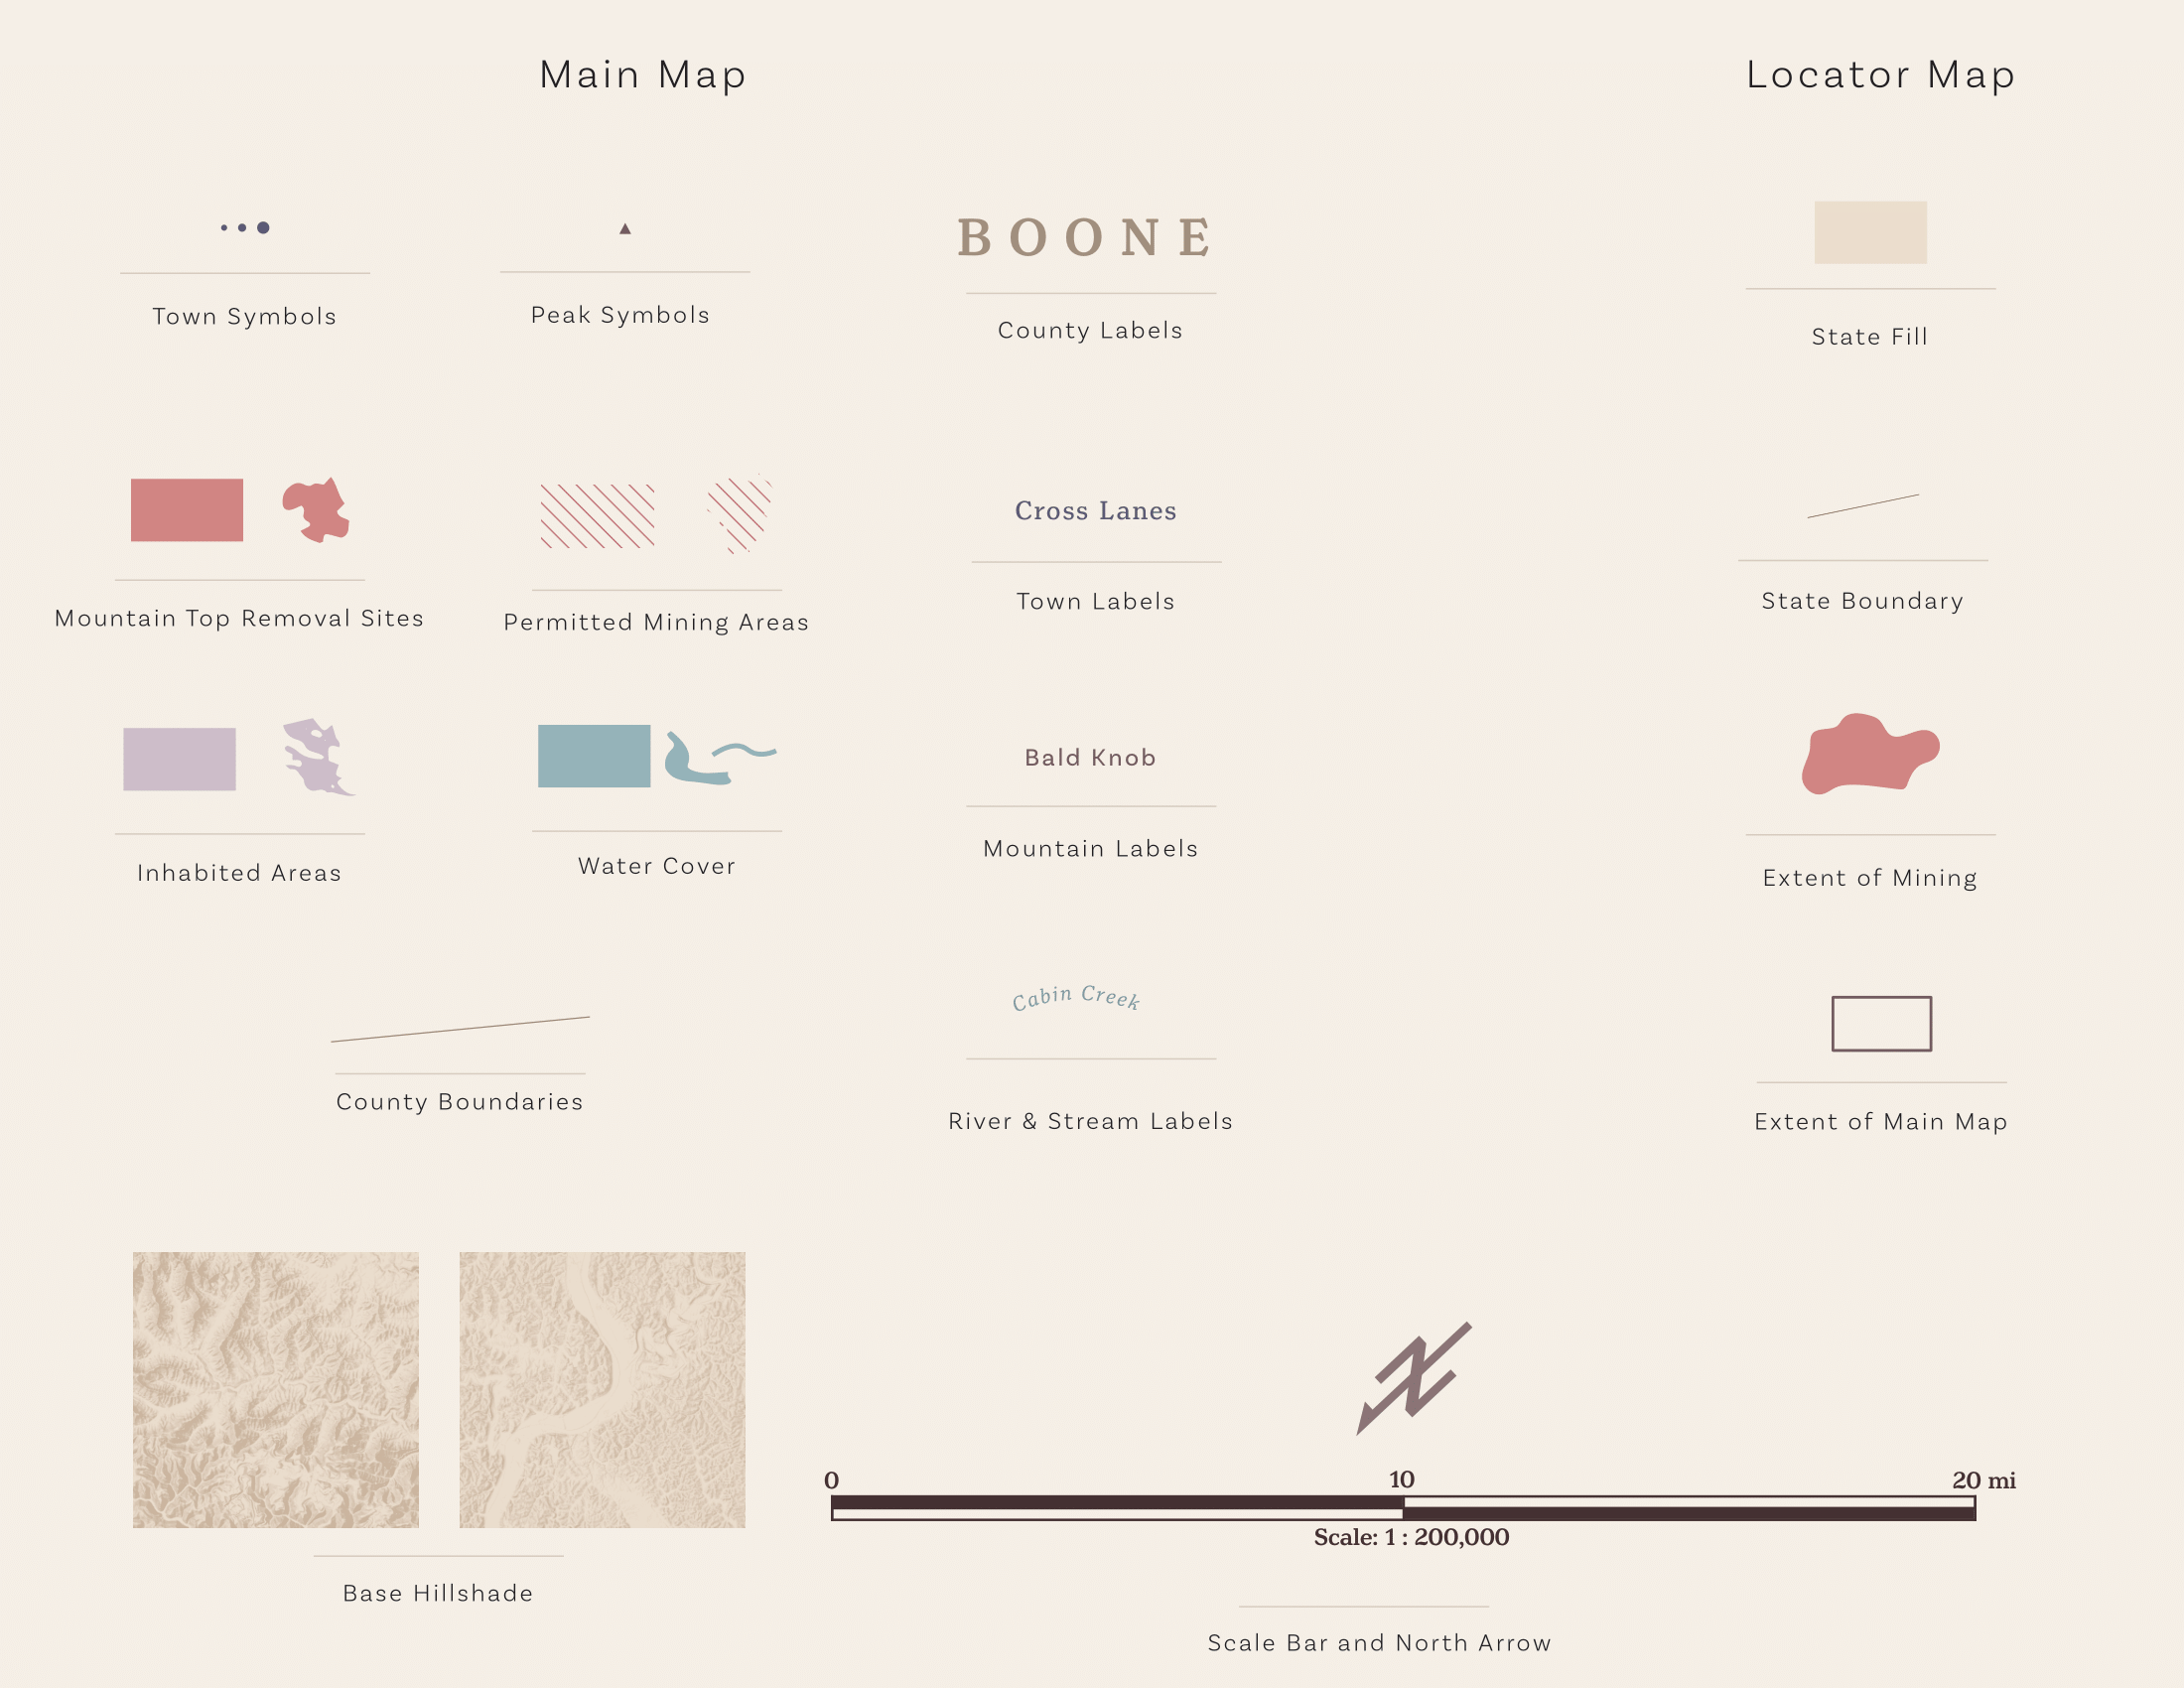 Main Map
Locator Map
BOONE
Town Symbols
Peak Symbols
County Labels
State Fill
Cross Lanes
Mountain Top Removal Sites
Permitted Mining Areas
Town Labels
State Boundary
Bald Knob
Inhabited Areas
Water Cover
Mountain Labels
Extent of Mining
Cabin Creek
County Boundaries
River & Stream Labels
Extent of Main Map
N
0 10 20 mi
Scale: 1 : 200,000
Base Hillshade
Scale Bar and North Arrow